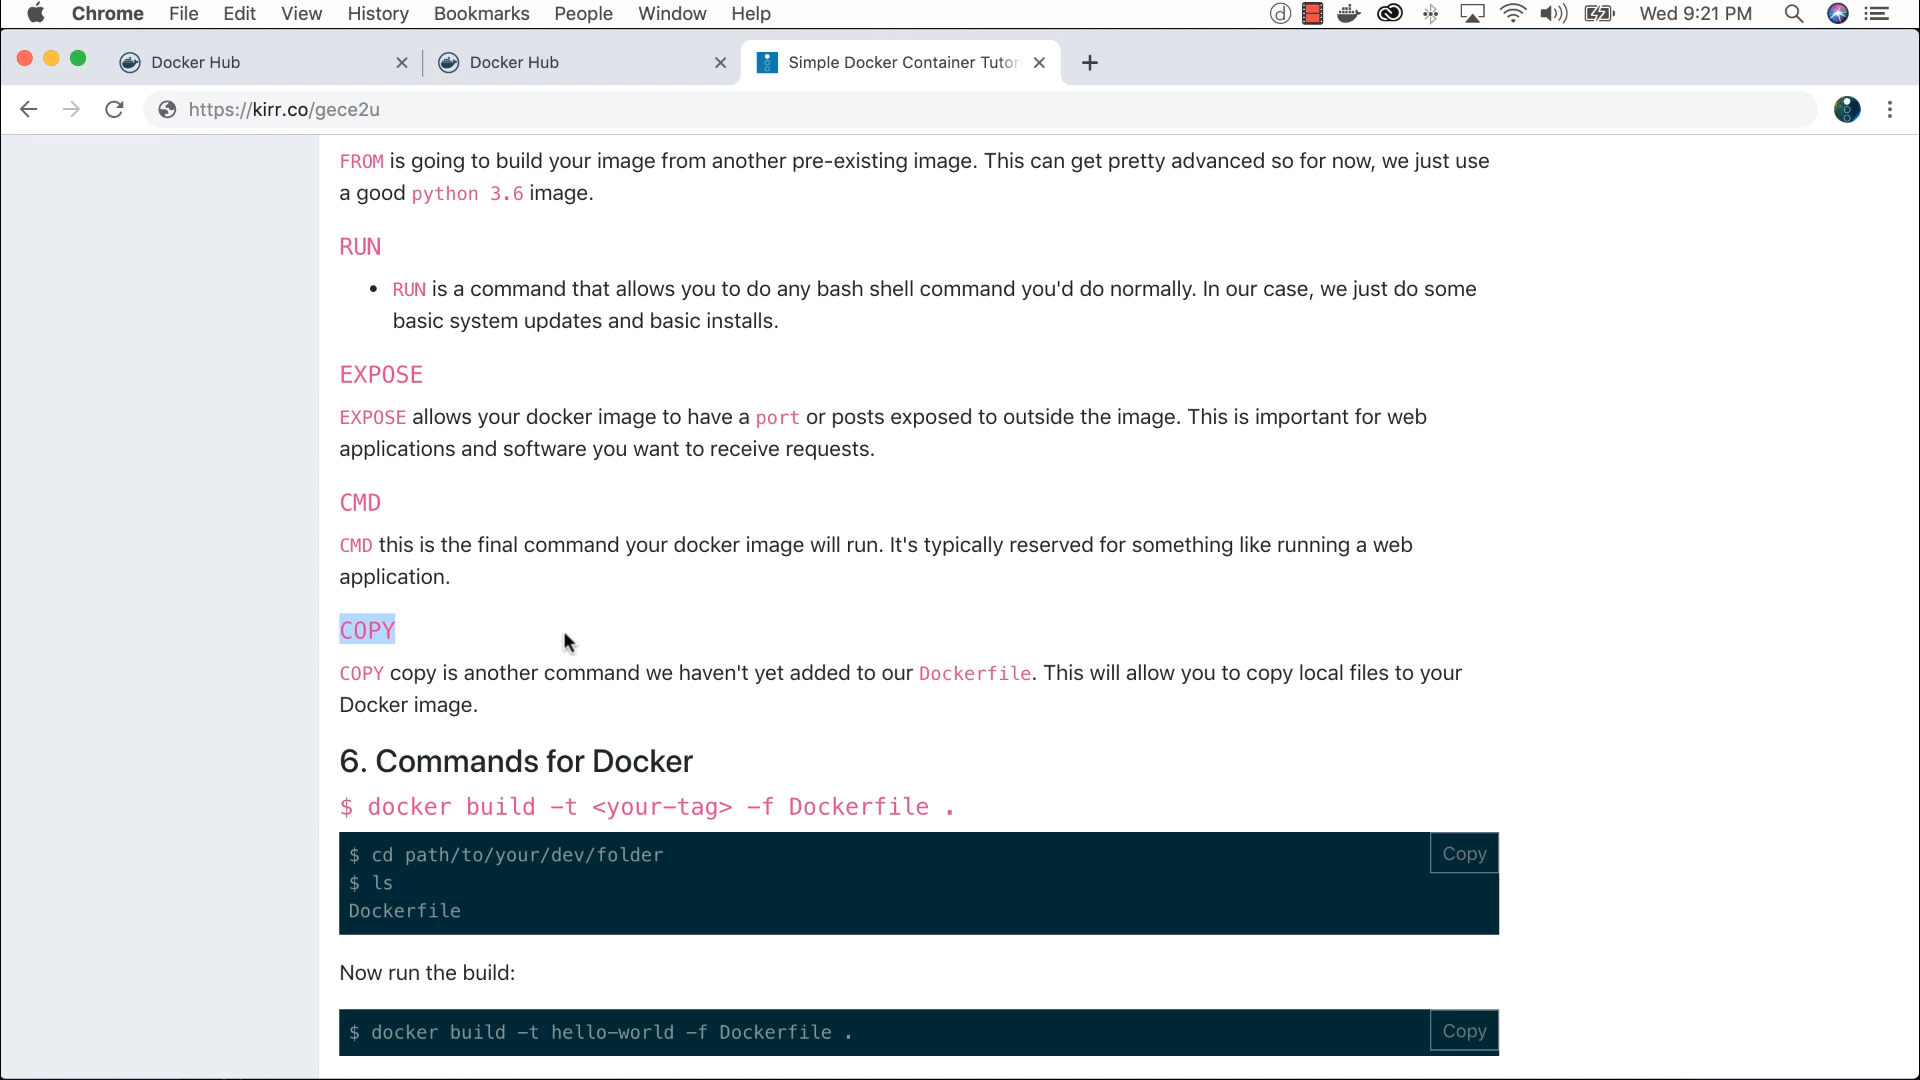 Chrome File Edit View History Bookmarks People Window Help Wed 9:21 PM
Docker Hub Docker Hub Simple Docker Container Tutor
https://kirr.co/gece2u
FROM is going to build your image from another pre-existing image. This can get pretty advanced so for now, we just use
a good python 3.6 image.
RUN
• RUN is a command that allows you to do any bash shell command you'd do normally. In our case, we just do some
basic system updates and basic installs.
EXPOSE
EXPOSE allows your docker image to have a port or posts exposed to outside the image. This is important for web
applications and software you want to receive requests.
CMD
CMD this is the final command your docker image will run. It's typically reserved for something like running a web
application.
COPY
COPY copy is another command we haven't yet added to our Dockerfile. This will allow you to copy local files to your
Docker image.
6. Commands for Docker
$ docker build -t <your-tag> -f Dockerfile .
$ cd path/to/your/dev/folder Copy
$ ls
Dockerfile
Now run the build:
$ docker build -t hello-world -f Dockerfile . Copy